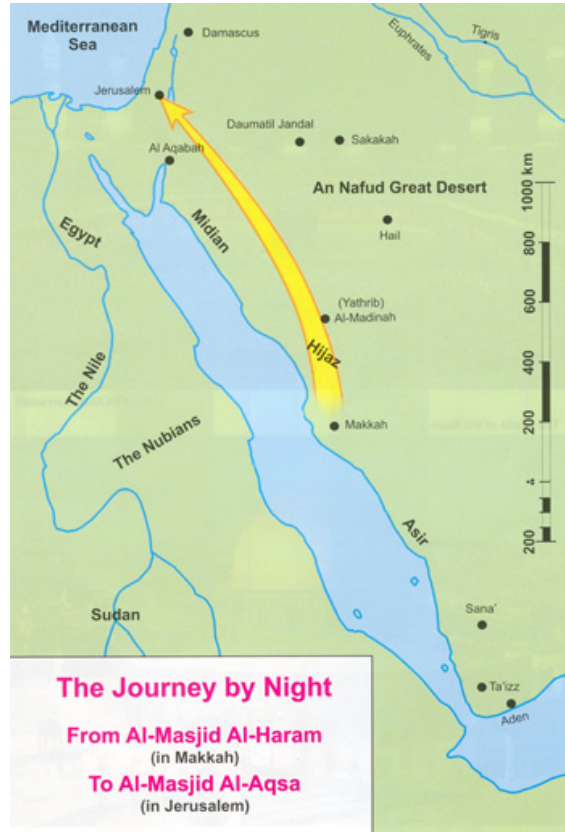 Mediterranean
Sea
Damascus
Euphrates
Tigris
Jerusalem
Daumatil Jandal
Sakakah
Al Aqabah
An Nafud Great Desert
1000 km
Egypt
Midian
Hail
800
(Yathrib)
Al-Madinah
600
Hijaz
The Nile
400
Makkah
200
The Nubians
Asir
200
Sudan
Sana'
Ta'izz
Aden
The Journey by Night
From Al-Masjid Al-Haram
(in Makkah)
To Al-Masjid Al-Aqsa
(in Jerusalem)